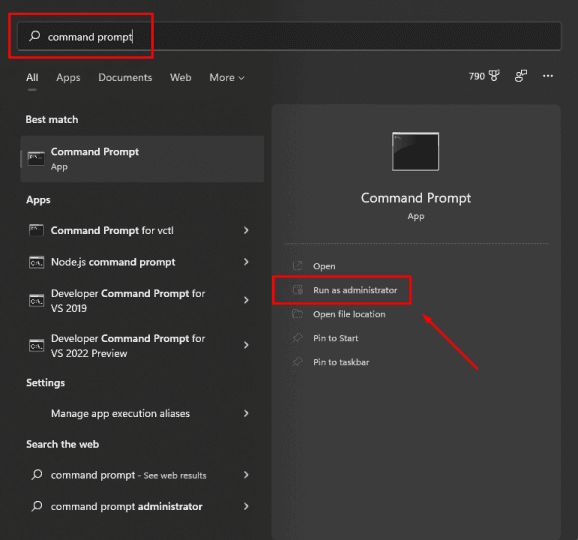 command prompt
All Apps Documents Web More
790
Best match
Command Prompt
App
Apps
Command Prompt for vctl
Node.js command prompt
Developer Command Prompt for
VS 2019
Developer Command Prompt for
VS 2022 Preview
Settings
Manage app execution aliases
Search the web
command prompt - See web results
command prompt administrator
Command Prompt
App
Open
Run as administrator
Open file location
Pin to Start
Pin to taskbar